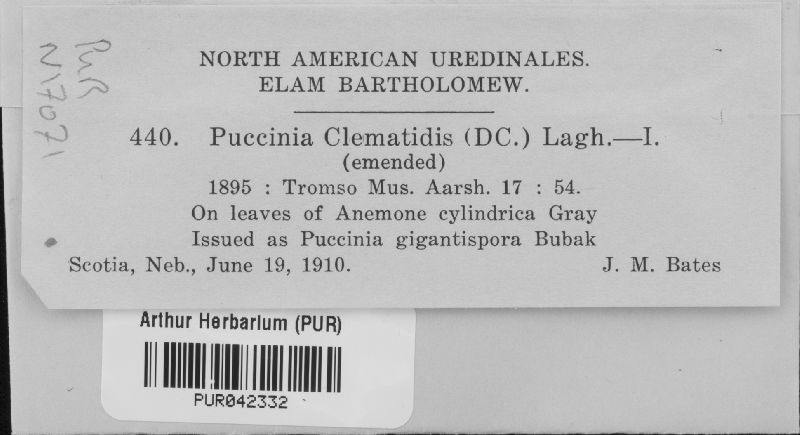 PUR
N17071
NORTH AMERICAN UREDINALES.
ELAM BARTHOLOMEW.
440. Puccinia Clematidis (DC.) Lagh.—I.
(emended)
1895 : Tromso Mus. Aarsh. 17 : 54.
On leaves of Anemone cylindrica Gray
Issued as Puccinia gigantispora Bubak
Scotia, Neb., June 19, 1910. J. M. Bates
Arthur Herbarium (PUR)
PUR042332